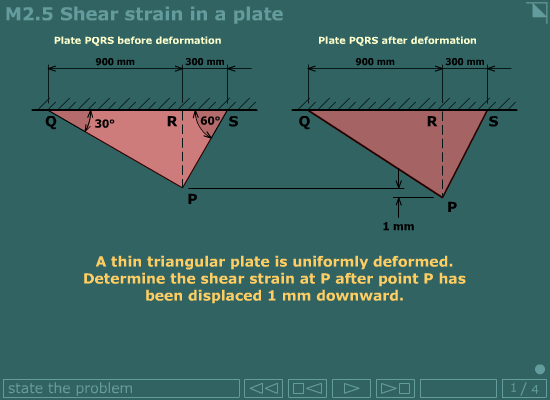 M2.5 Shear strain in a plate
Plate PQRS before deformation
Plate PQRS after deformation
900 mm
300 mm
900 mm
300 mm
Q
30º
R
60º
S
Q
R
S
P
P
1 mm
A thin triangular plate is uniformly deformed.
Determine the shear strain at P after point P has
been displaced 1 mm downward.
state the problem
1 / 4